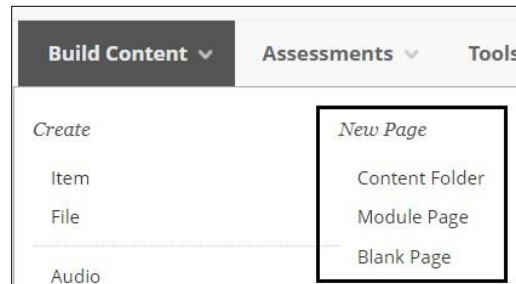 Build Content Assessments Tools
Create
Item
File
Audio
New Page
Content Folder
Module Page
Blank Page